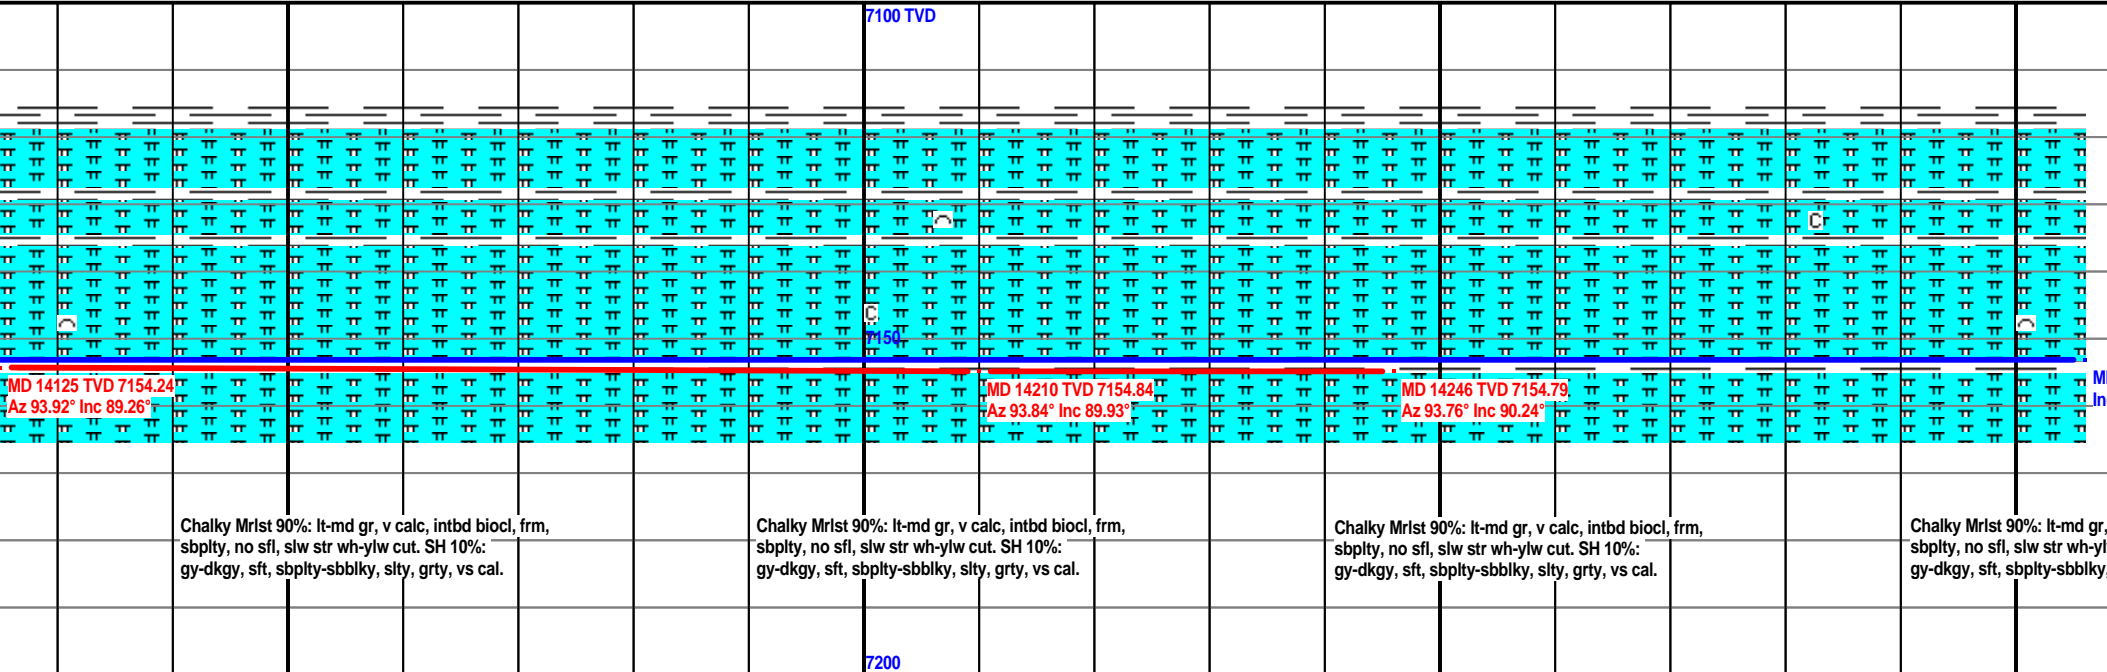 7100 TVD
C
C
7150
MD 14125 TVD 7154.24
Az 93.92° Inc 89.26°
MD 14210 TVD 7154.84
Az 93.84° Inc 89.93°
MD 14246 TVD 7154.79
Az 93.76° Inc 90.24°
Chalky Mrlst 90%: lt-md gr, v calc, intbd biocl, frm,
sbplty, no sfl, slw str wh-ylw cut. SH 10%:
gy-dkgy, sft, sbplty-sbblky, slty, grty, vs cal.
Chalky Mrlst 90%: lt-md gr, v calc, intbd biocl, frm,
sbplty, no sfl, slw str wh-ylw cut. SH 10%:
gy-dkgy, sft, sbplty-sbblky, slty, grty, vs cal.
Chalky Mrlst 90%: lt-md gr, v calc, intbd biocl, frm,
sbplty, no sfl, slw str wh-ylw cut. SH 10%:
gy-dkgy, sft, sbplty-sbblky, slty, grty, vs cal.
Chalky Mrlst 90%: lt-md gr,
sbplty, no sfl, slw str
gy-dkgy, sft, sbplty-sbblky,
7200